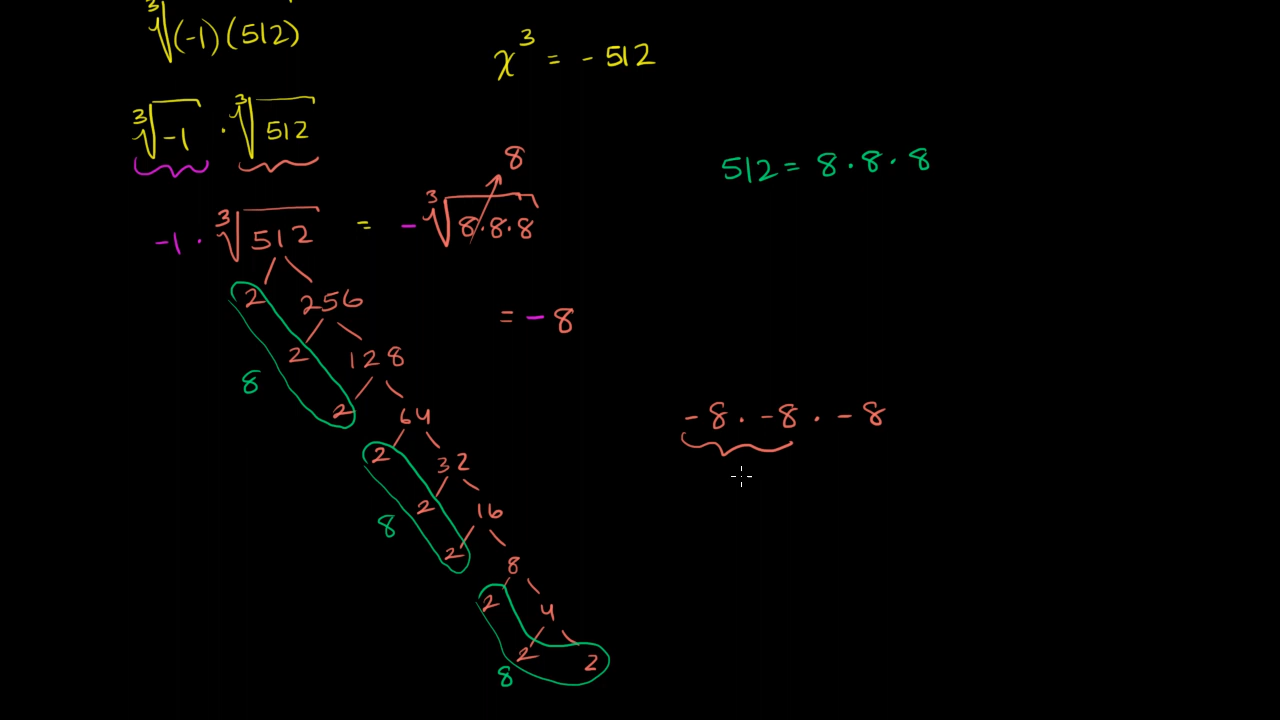 ∛(-1)(512)
x³ = -512
∛-1 · ∛512
512 = 8·8·8
8
-1 · ∛512 = -∛8·8·8
2 256
= -8
2 128
8
2 64
-8 · -8 · -8
2 32
2 16
8
2 8
2 4
2 2
8